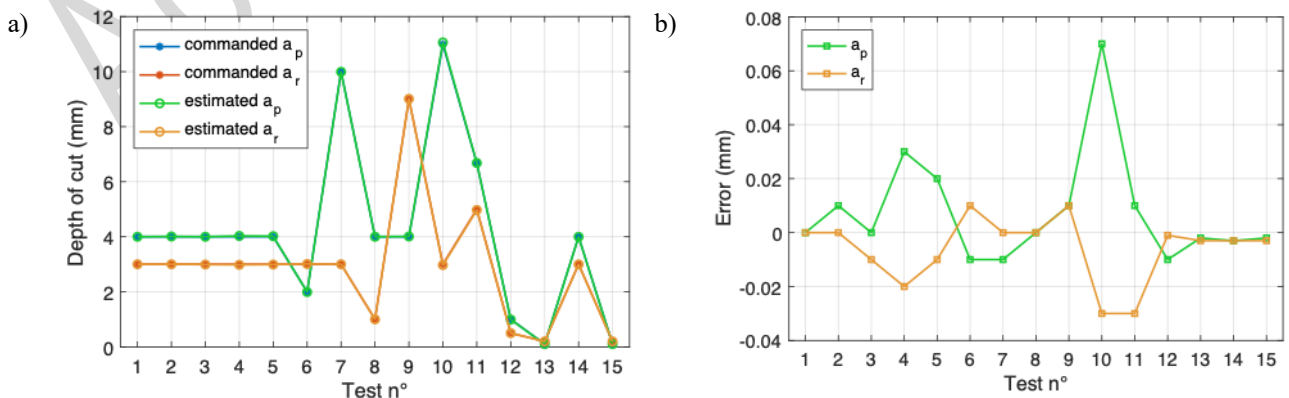 a)
12
10
8
6
4
2
0
Depth of cut (mm)
commanded a_p
commanded a_r
estimated a_p
estimated a_r
1 2 3 4 5 6 7 8 9 10 11 12 13 14 15
Test n°
b)
0.08
0.06
0.04
0.02
0
-0.02
-0.04
Error (mm)
a_p
a_r
1 2 3 4 5 6 7 8 9 10 11 12 13 14 15
Test n°